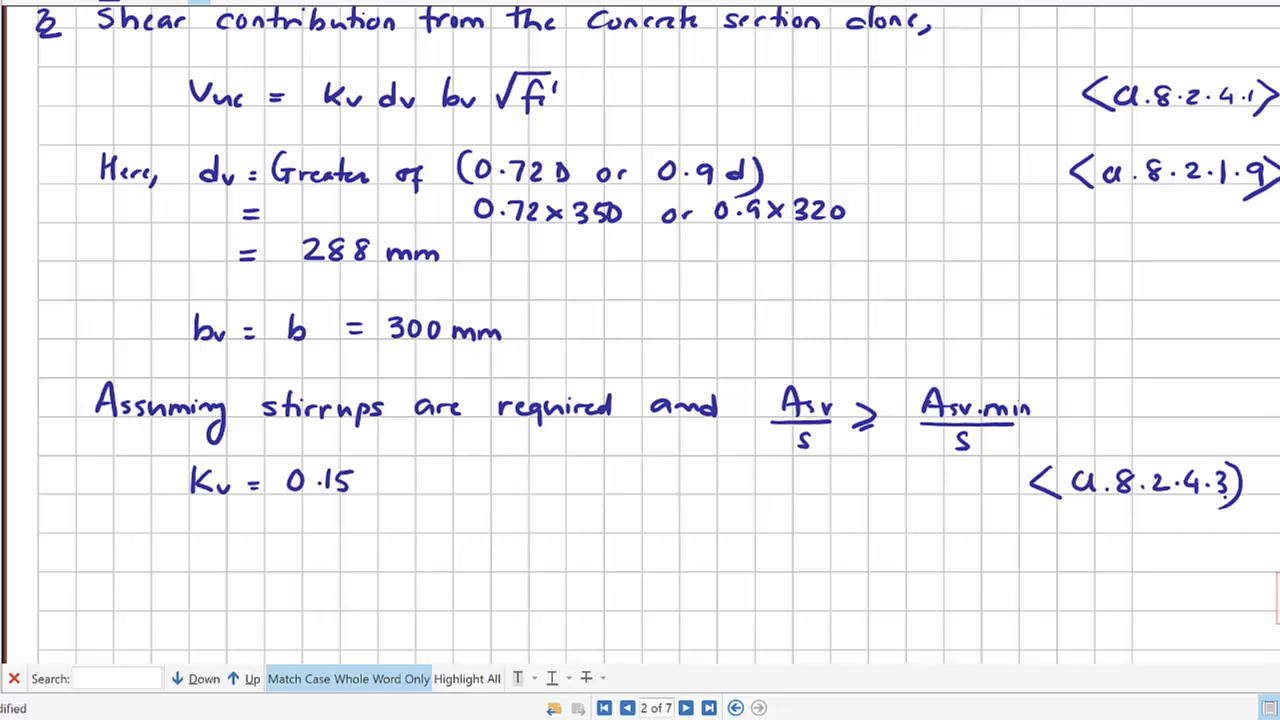 2 Shear contribution from the Concrete section alone,
Vuc = Kv dv bv √fc' <Cl.8.2.4.1>
Here, dv = Greater of (0.72D or 0.9d) <Cl.8.2.1.9>
= 0.72×350 or 0.9×320
= 288 mm
bv = b = 300 mm
Assuming stirrups are required and Asv/s ≥ Asv.min/s
Kv = 0.15 <Cl.8.2.4.3)
Search: Down Up Match Case Whole Word Only Highlight All T T T
dified 2 of 7